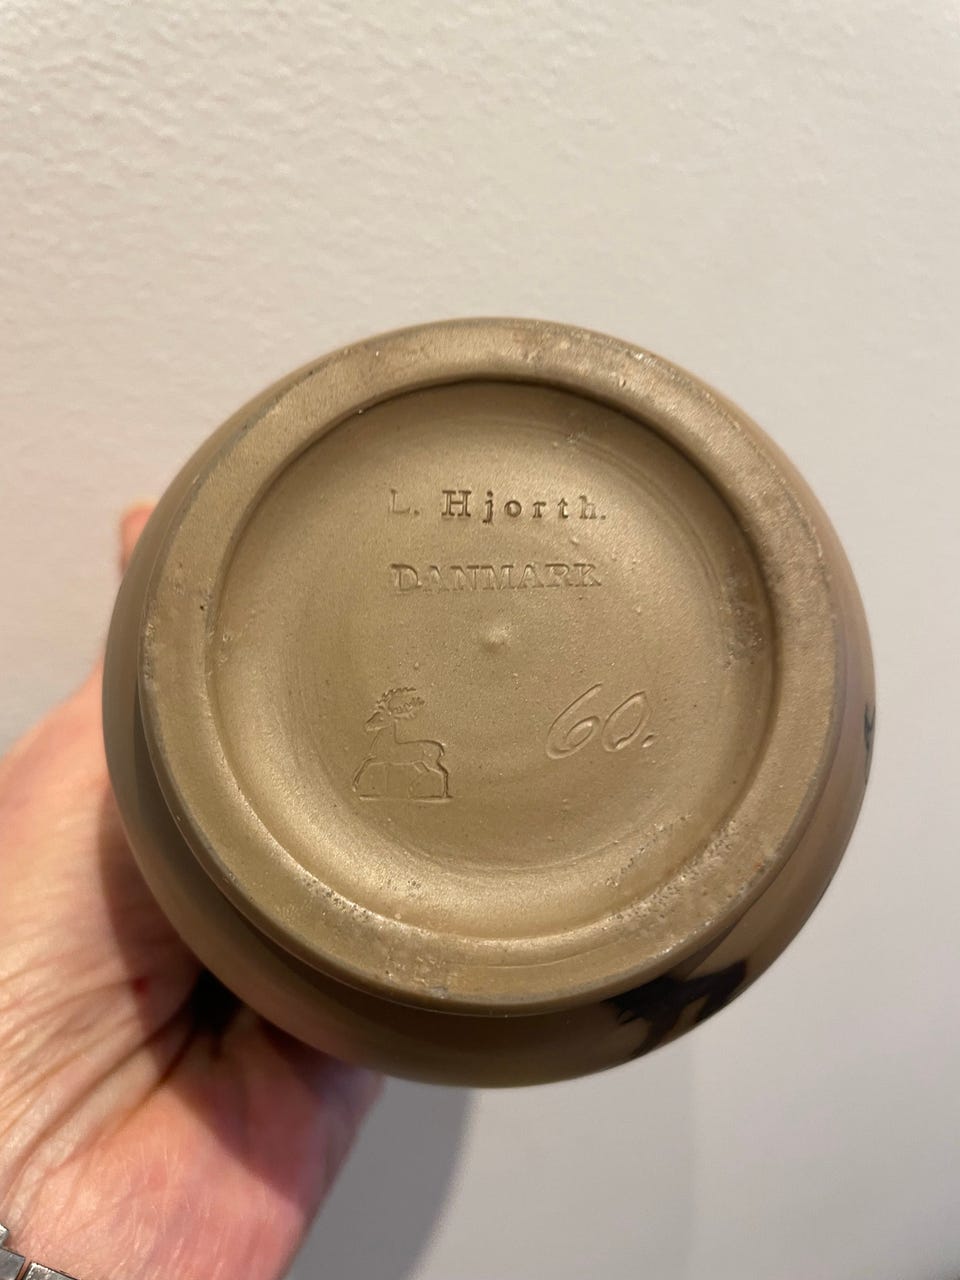 L. Hjorth.
DANMARK
60.